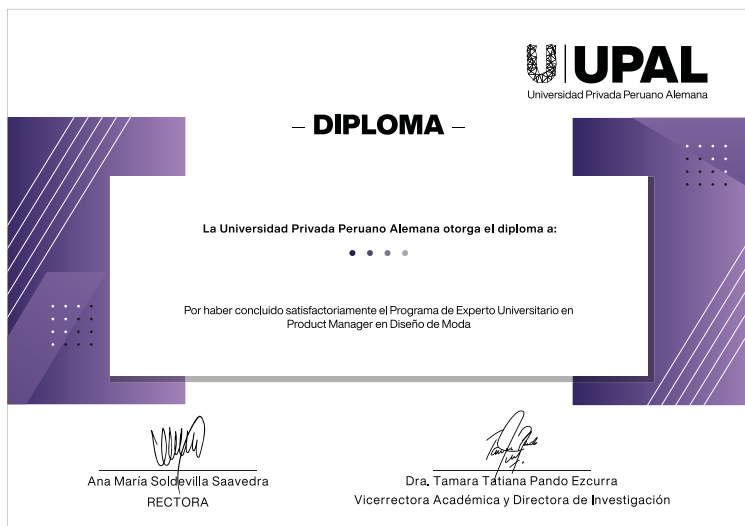 UPAL
Universidad Privada Peruano Alemana
– DIPLOMA –
La Universidad Privada Peruano Alemana otorga el diploma a:
Por haber concluido satisfactoriamente el Programa de Experto Universitario en
Product Manager en Diseño de Moda
Ana María Soldevilla Saavedra
RECTORA
Dra. Tamara Tatiana Pando Ezcurra
Vicerrectora Académica y Directora de Investigación